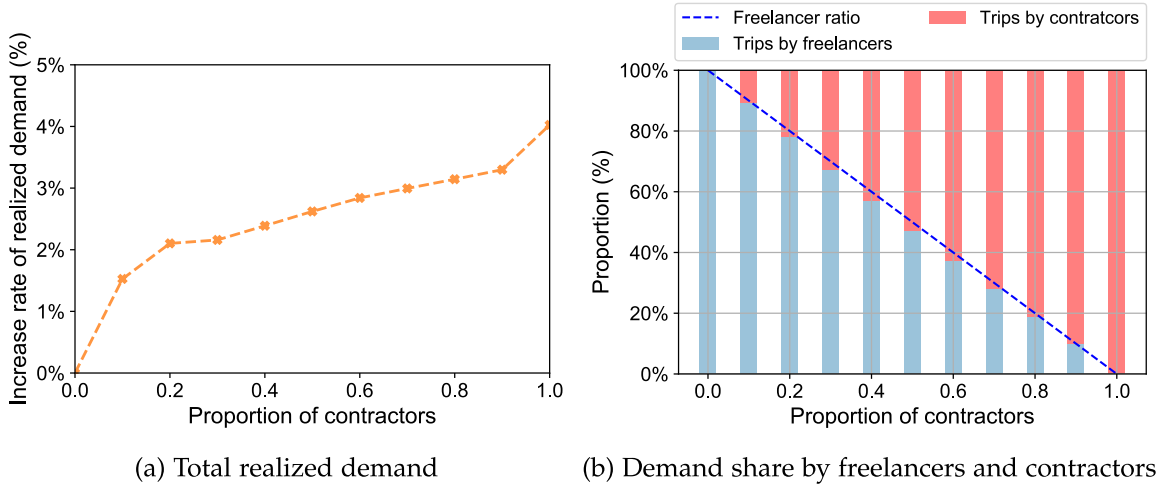 Increase rate of realized demand (%)
5%
4%
3%
2%
1%
0%
0.0 0.2 0.4 0.6 0.8 1.0
Proportion of contractors
(a) Total realized demand
Freelancer ratio
Trips by freelancers
Trips by contratcors
Proportion (%)
100%
80%
60%
40%
20%
0%
0.0 0.2 0.4 0.6 0.8 1.0
Proportion of contractors
(b) Demand share by freelancers and contractors